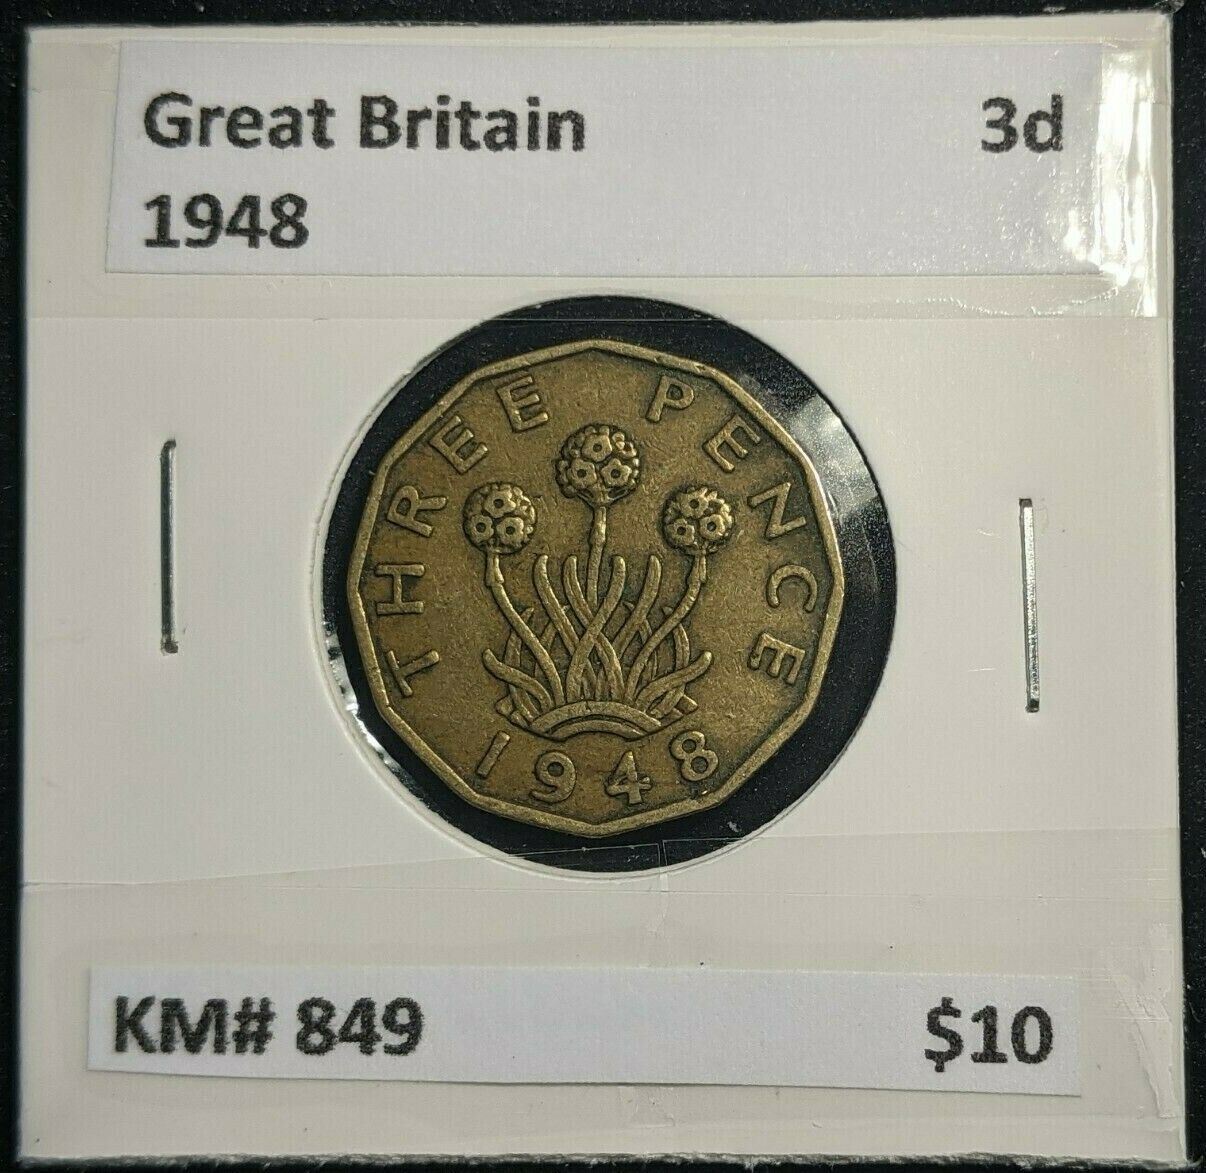 Great Britain 3d
1948
THREE PENCE
1948
KM# 849 $10